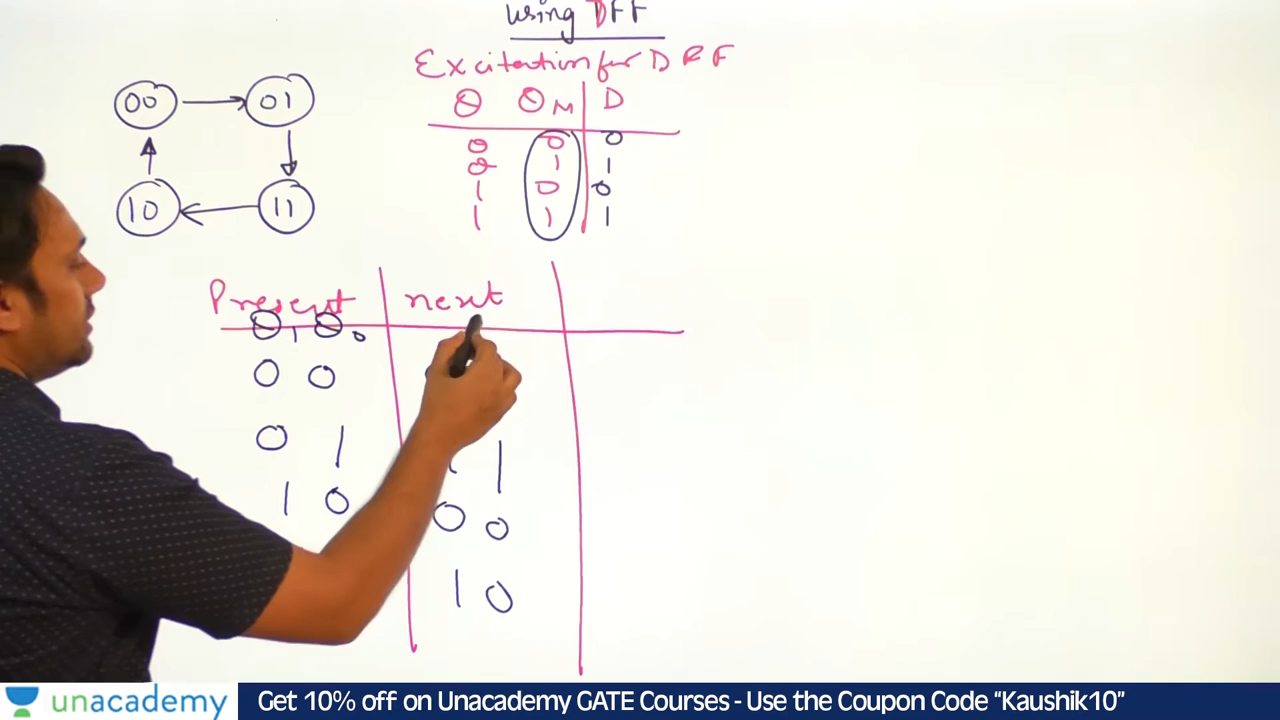 using DFF
Excitation for D F F
Q QN D
0 0 0
0 1 1
1 0 0
1 1 1
00 01
10 11
Present next
Q1 Q0
0 0
0 1 1
1 0 0 0
1 0
unacademy
Get 10% off on Unacademy GATE Courses - Use the Coupon Code "Kaushik10"